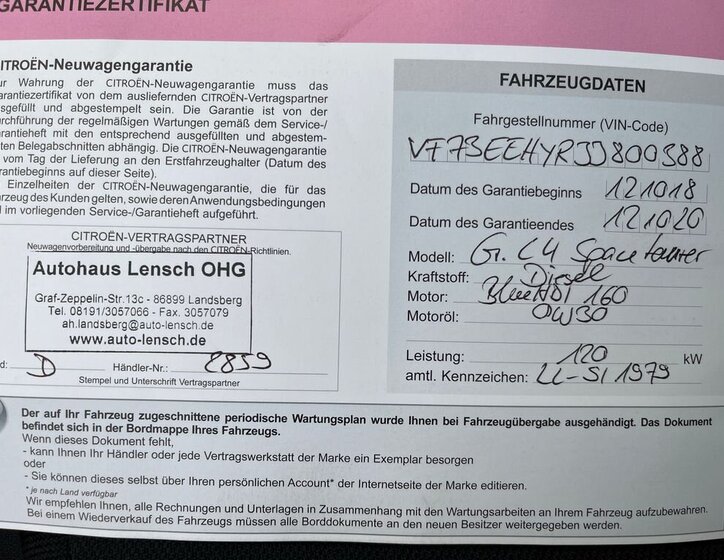 GARANTIEZERTIFIKAT
ITROËN-Neuwagengarantie
ur Wahrung der CITROËN-Neuwagengarantie muss das
arantiezertifikat von dem ausliefernden CITROËN-Vertragspartner
usgefüllt und abgestempelt sein. Die Garantie ist von der
urchführung der regelmäßigen Wartungen gemäß dem Service-/
arantieheft mit den entsprechend ausgefüllten und abgestem-
ten Belegabschnitten abhängig. Die CITROËN-Neuwagengarantie
vom Tag der Lieferung an den Erstfahrzeughalter (Datum des
rantiebeginns auf dieser Seite).
Einzelheiten der CITROËN-Neuwagengarantie, die für das
rzeug des Kunden gelten, sowie deren Anwendungsbedingungen
d im vorliegenden Service-/Garantieheft aufgeführt.
CITROËN-VERTRAGSPARTNER
Neuwagenvorbereitung und -übergabe nach den CITROËN-Richtlinien.
Autohaus Lensch OHG
Graf-Zeppelin-Str.13c - 86899 Landsberg
Tel. 08191/3057066 - Fax. 3057079
ah.landsberg@auto-lensch.de
www.auto-lensch.de
d: D Händler-Nr.: 2859
Stempel und Unterschrift Vertragspartner
FAHRZEUGDATEN
Fahrgestellnummer (VIN-Code)
VF73EEHYRJJ800388
Datum des Garantiebeginns 121018
Datum des Garantieendes 121020
Modell: Gr. C4 Spacetourer
Kraftstoff: Diesel
Motor: BlueHDI 160
Motoröl: 0W30
Leistung: 120 kW
amtl. Kennzeichen: LL-SI 1979
Der auf Ihr Fahrzeug zugeschnittene periodische Wartungsplan wurde Ihnen bei Fahrzeugübergabe ausgehändigt. Das Dokument
befindet sich in der Bordmappe Ihres Fahrzeugs.
Wenn dieses Dokument fehlt,
- kann Ihnen Ihr Händler oder jede Vertragswerkstatt der Marke ein Exemplar besorgen
oder
- Sie können dieses selbst über Ihren persönlichen Account* der Internetseite der Marke editieren.
* je nach Land verfügbar
Wir empfehlen Ihnen, alle Rechnungen und Unterlagen in Zusammenhang mit den Wartungsarbeiten an Ihrem Fahrzeug aufzubewahren.
Bei einem Wiederverkauf des Fahrzeugs müssen alle Borddokumente an den neuen Besitzer weitergegeben werden.